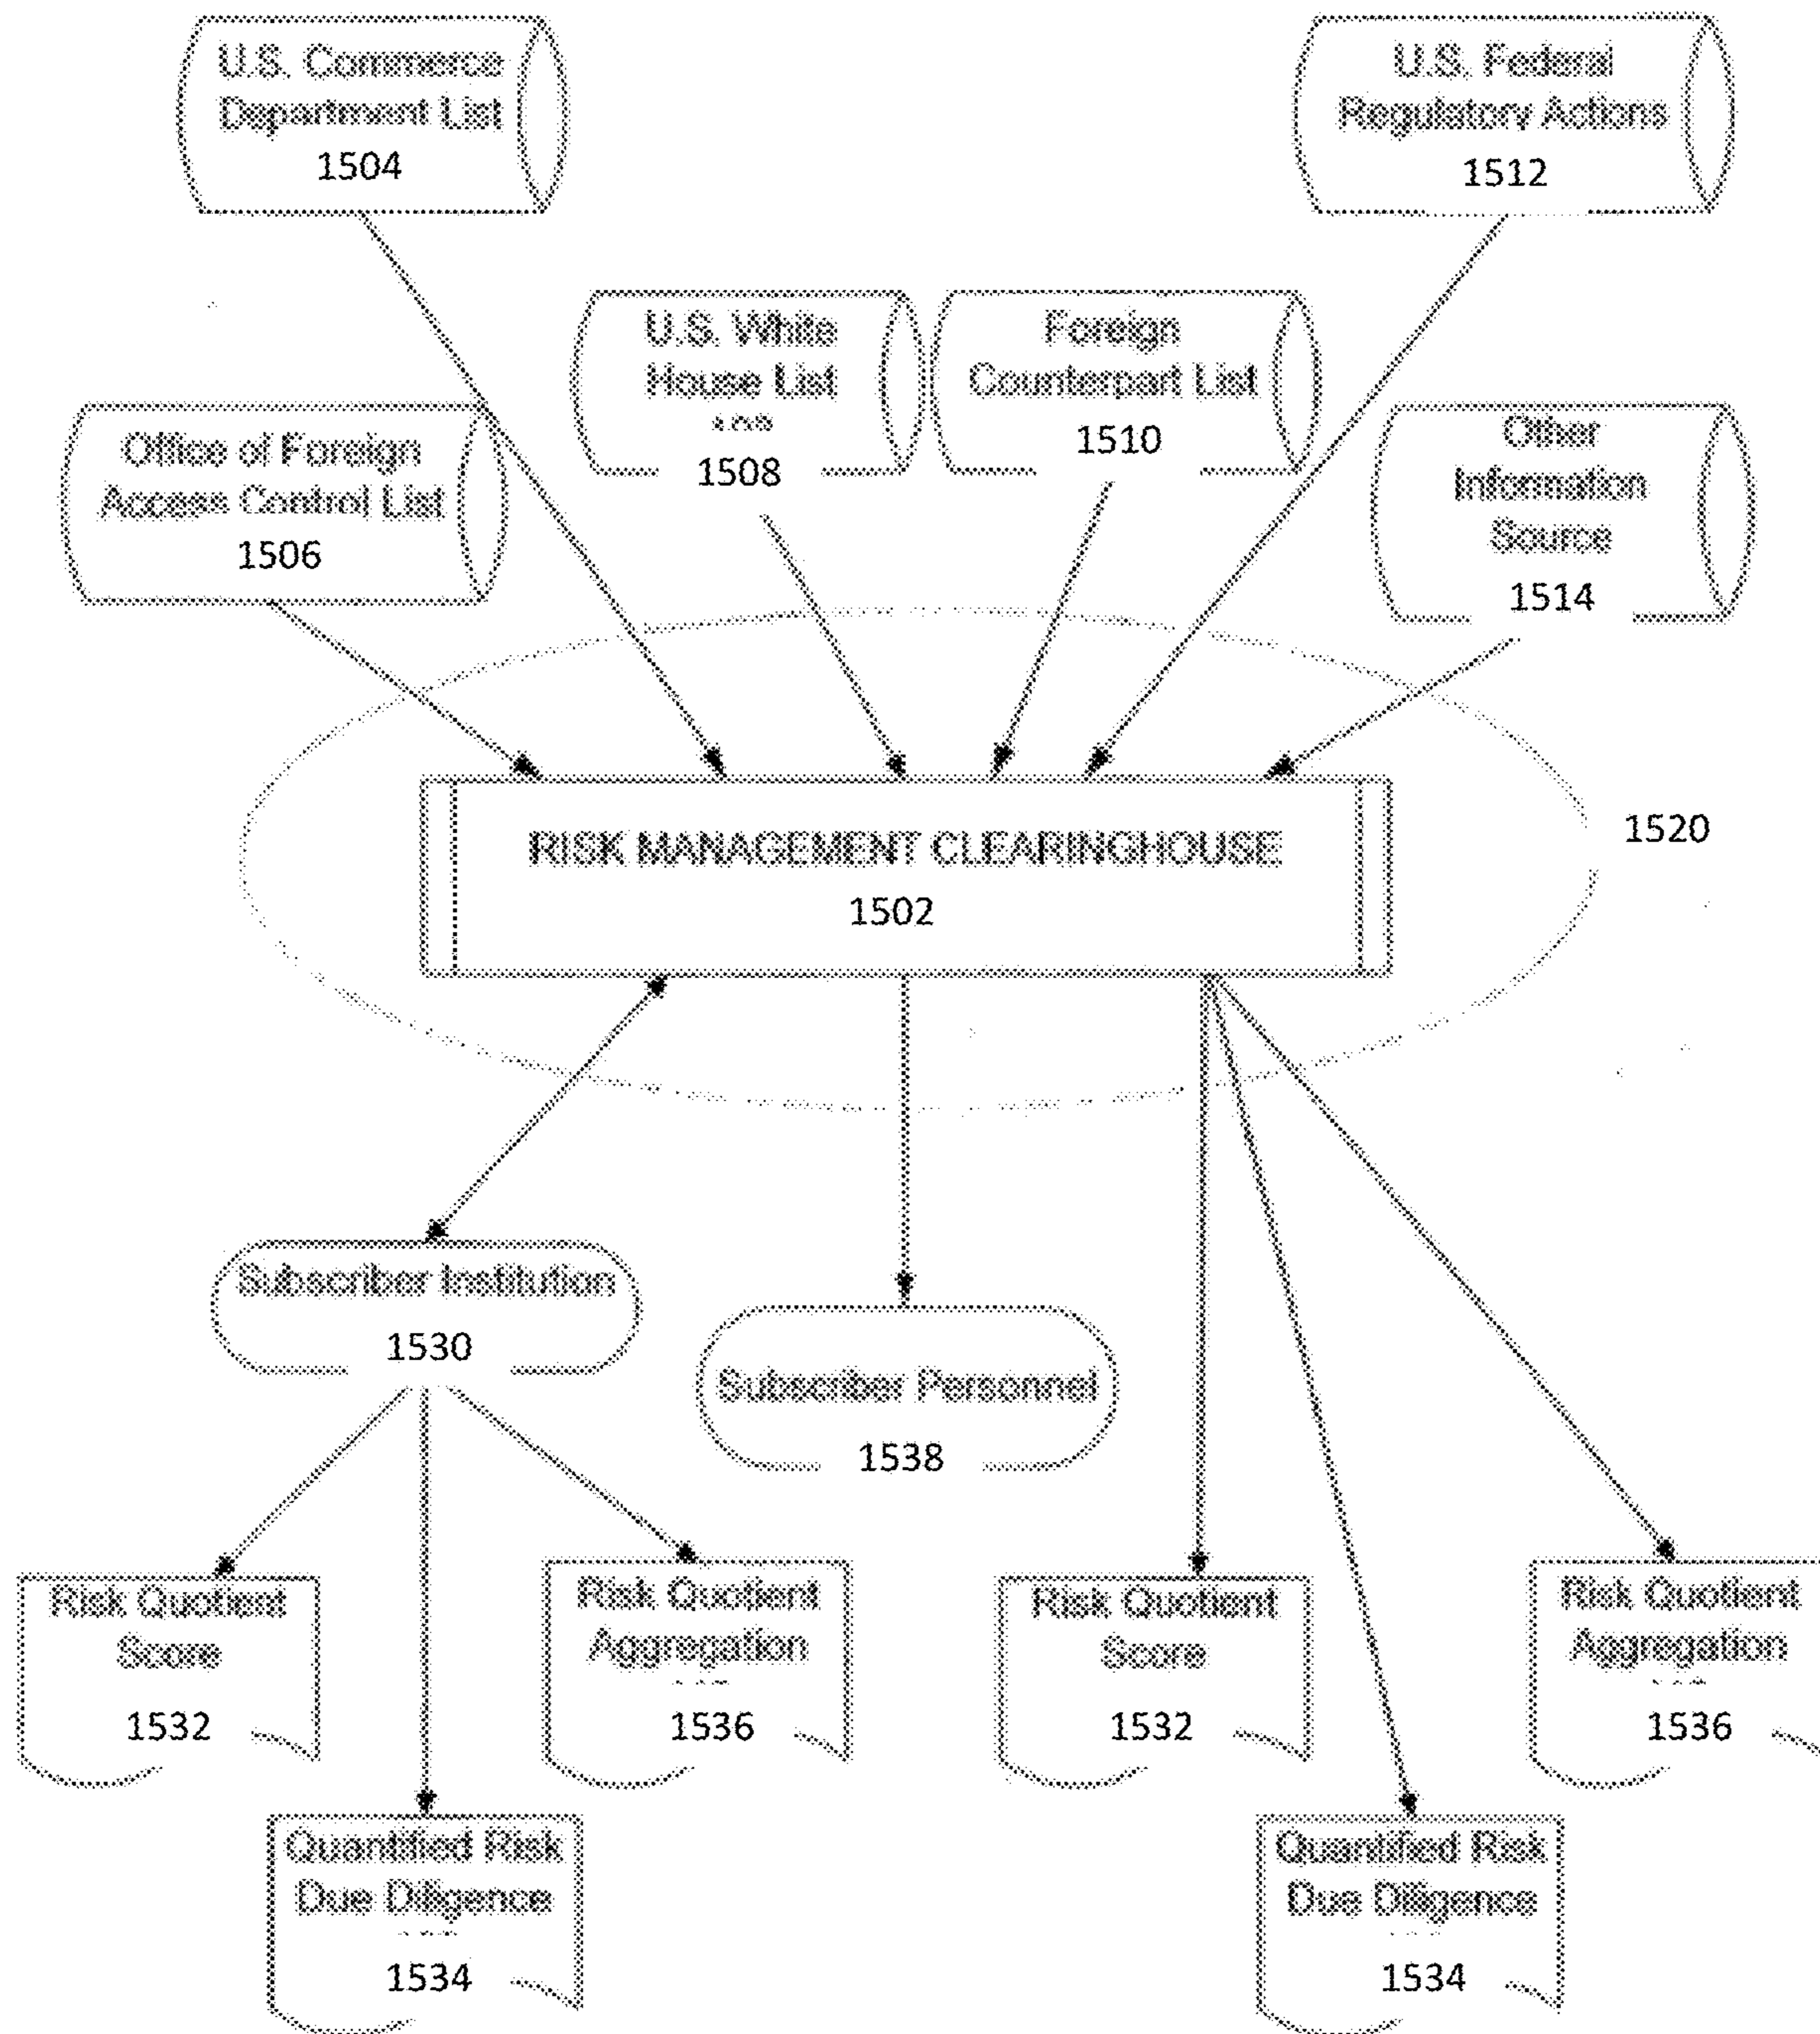 U.S. Commerce
Department List
1504
U.S. Federal
Regulatory Actions
1512
U.S. White
House List
1508
Foreign
Counterpart List
1510
Office of Foreign
Access Control List
1506
Other
Information
Source
1514
RISK MANAGEMENT CLEARINGHOUSE
1502
1520
Subscriber Institution
1530
Subscriber Personnel
1538
Risk Quotient
Score
1532
Risk Quotient
Aggregation
1536
Risk Quotient
Score
1532
Risk Quotient
Aggregation
1536
Quantified Risk
Due Diligence
1534
Quantified Risk
Due Diligence
1534